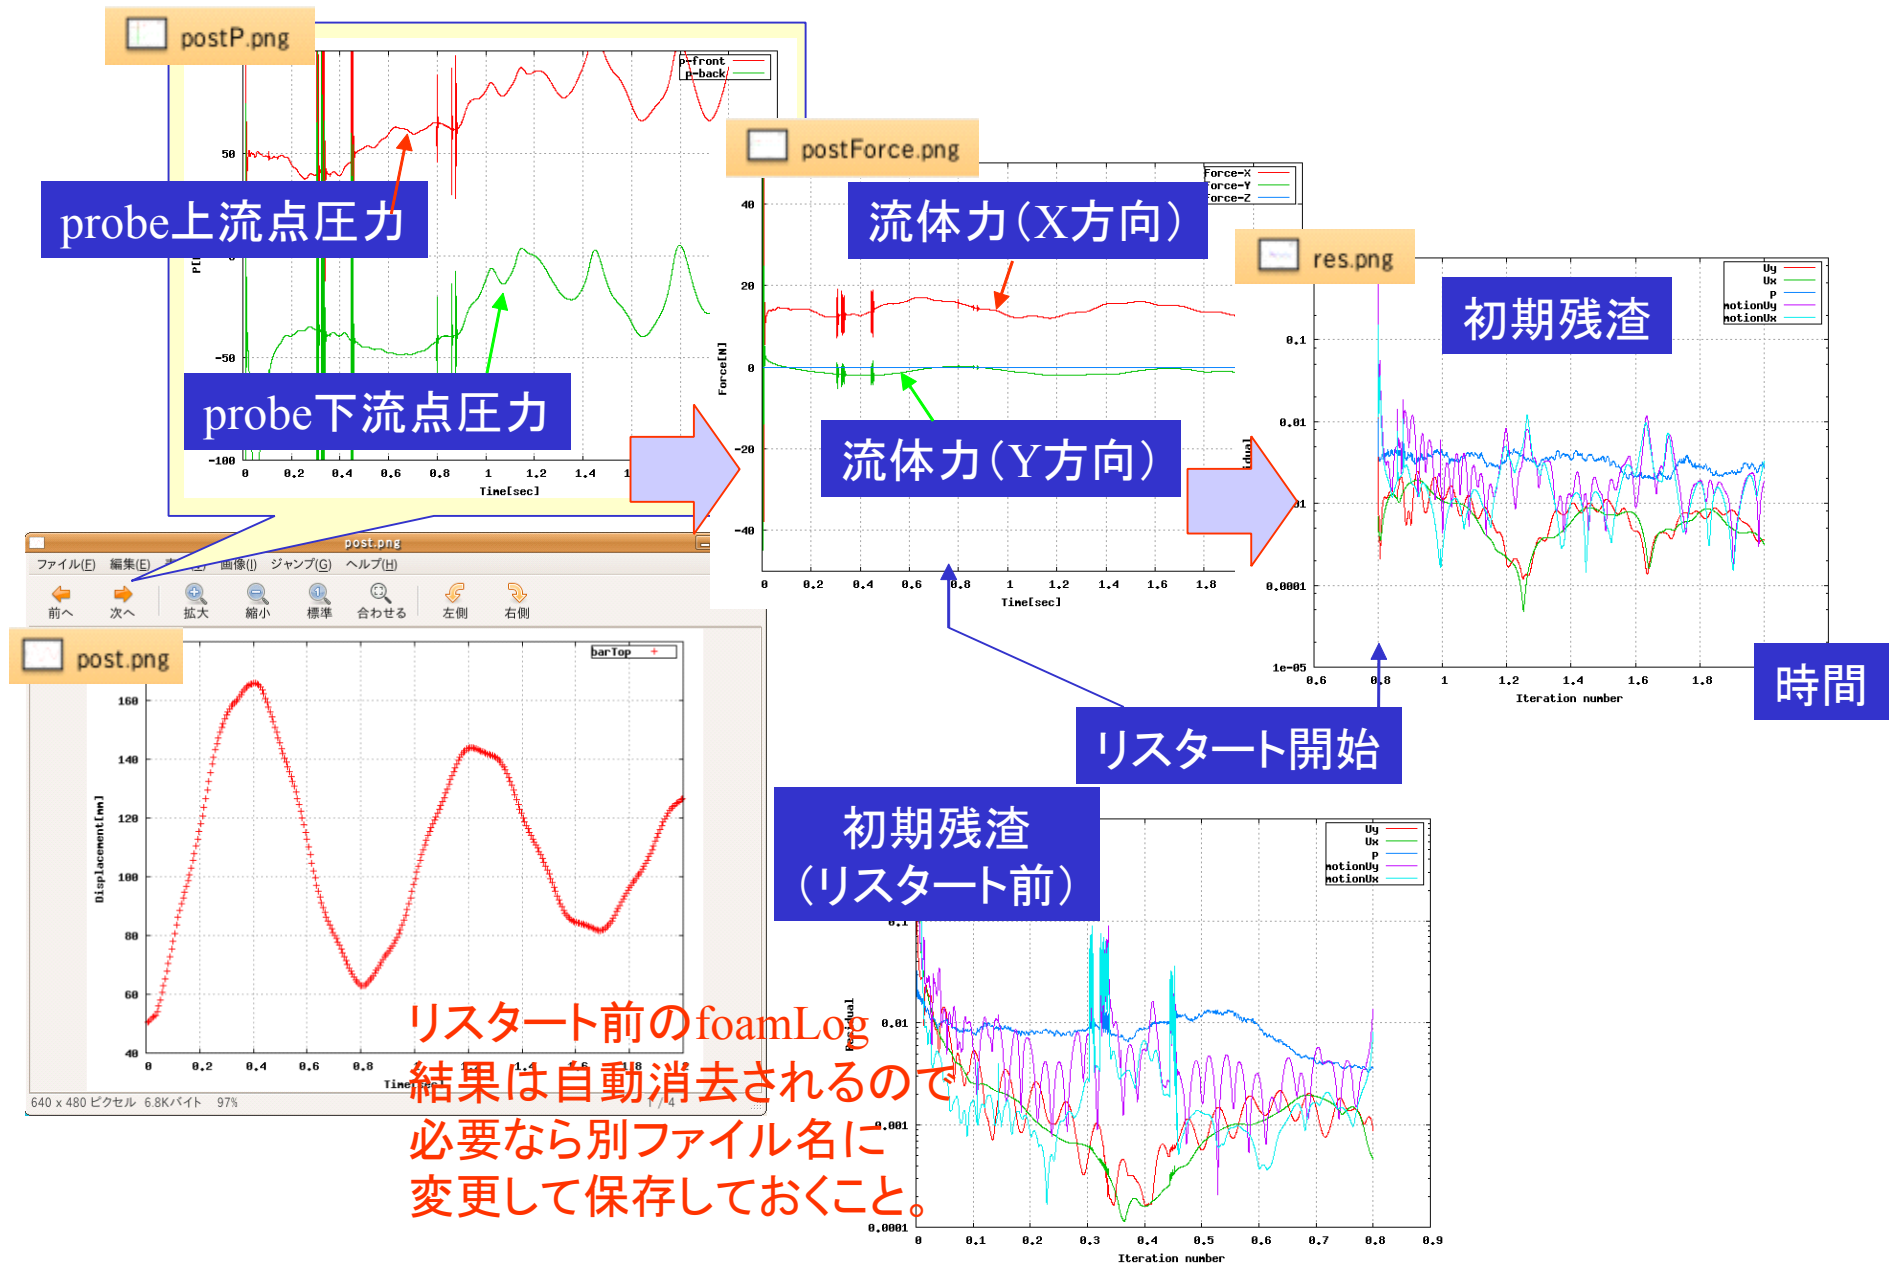 postP.png
p-front
p-back
50
0
-50
-100
0
0.2
0.4
0.6
0.8
1
1.2
1.4
Time[sec]
probe上流点圧力
probe下流点圧力
postForce.png
Force-X
Force-Y
Force-Z
流体力（X方向）
流体力（Y方向）
40
20
0
-20
-40
Force[N]
0
0.2
0.4
0.6
0.8
1
1.2
1.4
1.6
1.8
Time[sec]
res.png
初期残渣
Uy
Ux
p
motionUy
motionUx
0.1
0.01
0.0001
1e-05
0.6
0.8
1
1.2
1.4
1.6
1.8
Iteration number
時間
リスタート開始
post.png
ファイル(F)
編集(E)
画像(I)
ジャンプ(G)
ヘルプ(H)
前へ
次へ
拡大
縮小
標準
合わせる
左側
右側
post.png
barTop
160
140
120
100
80
60
40
Displacement[mm]
0
0.2
0.4
0.6
0.8
Time[sec]
640 x 480 ピクセル
6.8Kバイト
97%
1 / 4
初期残渣
（リスタート前）
Uy
Ux
p
motionUy
motionUx
0.1
0.01
0.001
0.0001
Residual
0
0.1
0.2
0.3
0.4
0.5
0.6
0.7
0.8
0.9
Iteration number
リスタート前のfoamLog
結果は自動消去されるので
必要なら別ファイル名に
変更して保存しておくこと。